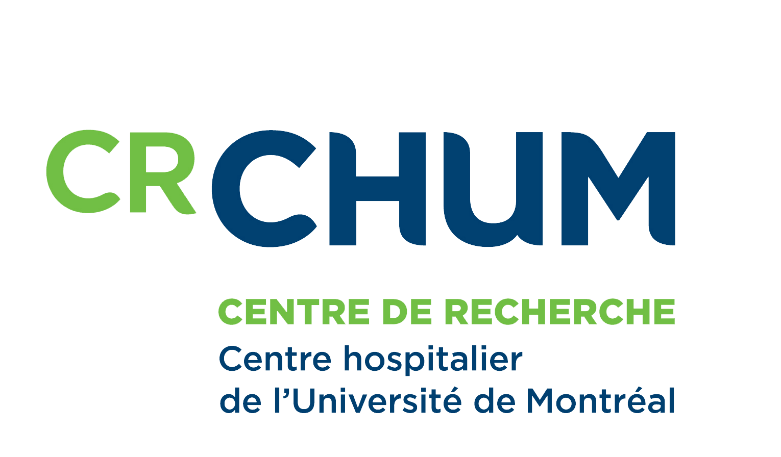 CRCHUM
CENTRE DE RECHERCHE
Centre hospitalier
de l’Université de Montréal